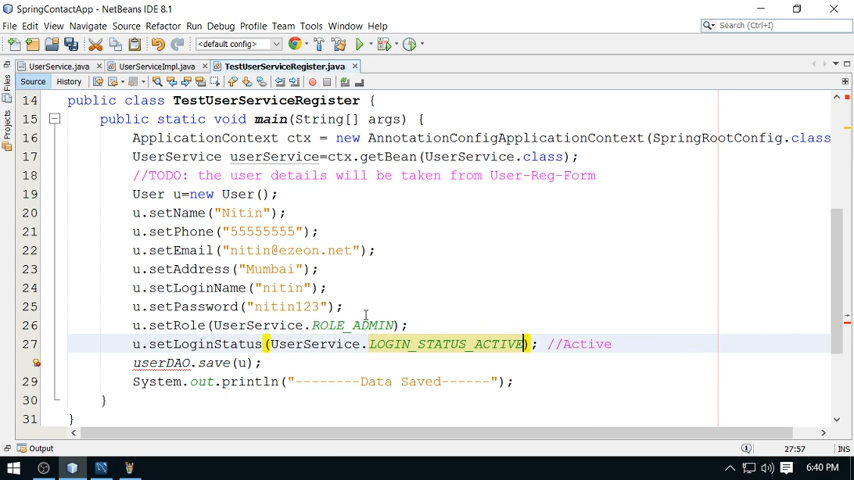 SpringContactApp - NetBeans IDE 8.1
File Edit View Navigate Source Refactor Run Debug Profile Team Tools Window Help
Search (Ctrl+I)
<default config>
UserService.java UserServiceImpl.java TestUserServiceRegister.java
Source History
Files
Projects
14 public class TestUserServiceRegister {
15 public static void main(String[] args) {
16 ApplicationContext ctx = new AnnotationConfigApplicationContext(SpringRootConfig.class
17 UserService userService=ctx.getBean(UserService.class);
18 //TODO: the user details will be taken from User-Reg-Form
19 User u=new User();
20 u.setName("Nitin");
21 u.setPhone("55555555");
22 u.setEmail("nitin@ezeon.net");
23 u.setAddress("Mumbai");
24 u.setLoginName("nitin");
25 u.setPassword("nitin123");
26 u.setRole(UserService.ROLE_ADMIN);
27 u.setLoginStatus(UserService.LOGIN_STATUS_ACTIVE); //Active
userDAO.save(u);
29 System.out.println("--------Data Saved------");
30 }
31 }
Output
27:57 INS
6:40 PM